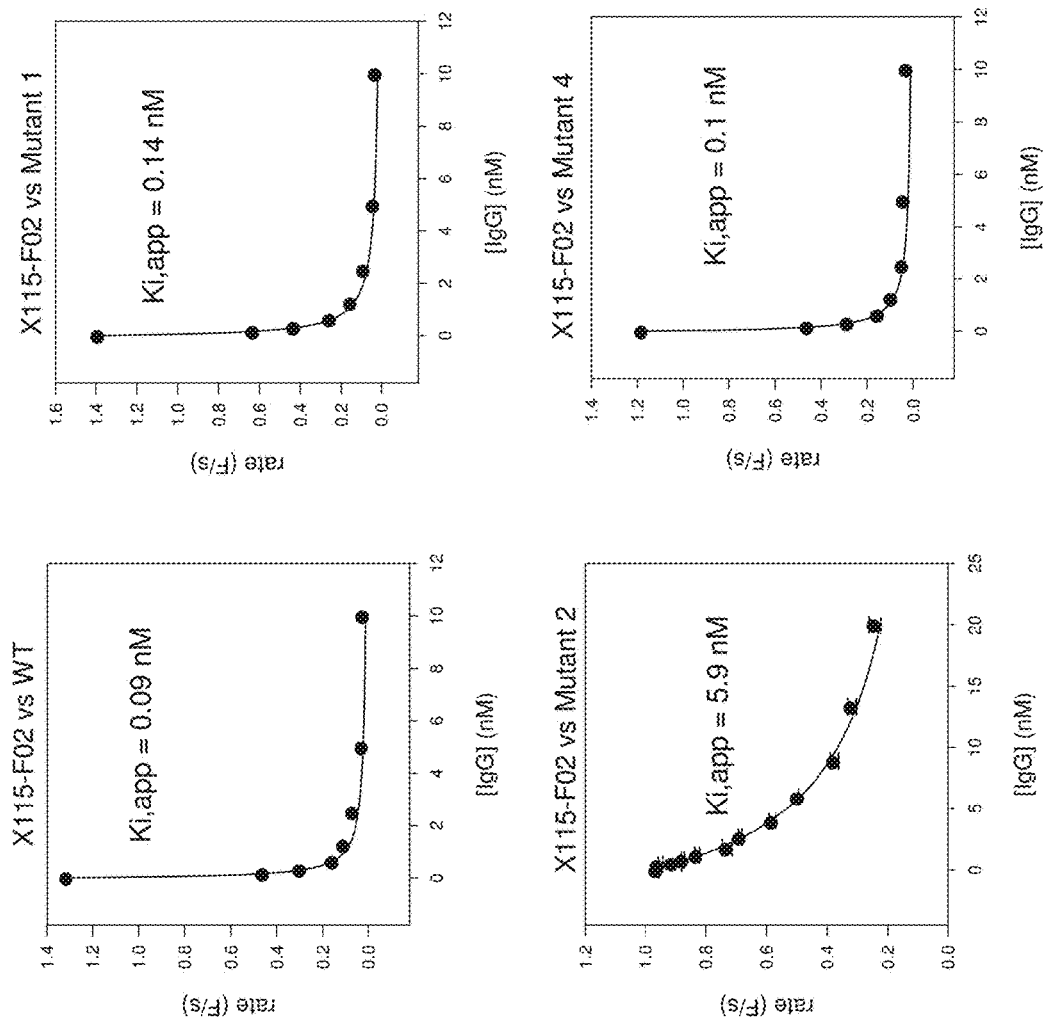 X115-F02 vs WT
Ki,app = 0.09 nM
rate (F/s)
1.4
1.2
1.0
0.8
0.6
0.4
0.2
0.0
0 2 4 6 8 10 12
[IgG] (nM)
X115-F02 vs Mutant 1
Ki,app = 0.14 nM
rate (F/s)
1.6
1.4
1.2
1.0
0.8
0.6
0.4
0.2
0.0
0 2 4 6 8 10 12
[IgG] (nM)
X115-F02 vs Mutant 2
Ki,app = 5.9 nM
rate (F/s)
1.0
0.8
0.6
0.4
0.2
0.0
0 5 10 15 20 25
[IgG] (nM)
X115-F02 vs Mutant 4
Ki,app = 0.1 nM
rate (F/s)
1.4
1.2
1.0
0.8
0.6
0.4
0.2
0.0
0 2 4 6 8 10 12
[IgG] (nM)